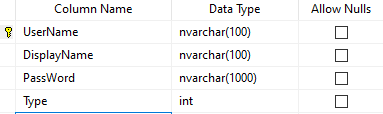 Column Name Data Type Allow Nulls
UserName nvarchar(100)
DisplayName nvarchar(100)
PassWord nvarchar(1000)
Type int